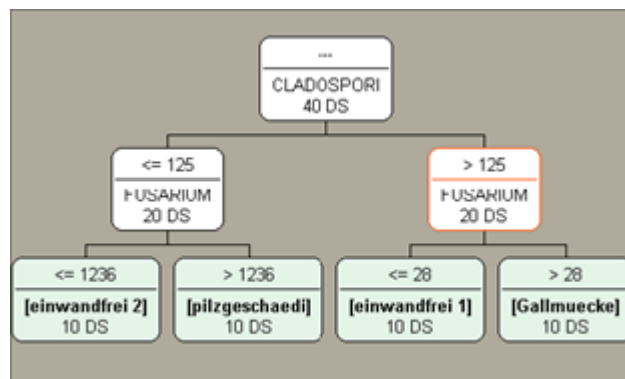 ---
CLADOSPORI
40 DS
<= 125
FUSARIUM
20 DS
> 125
FUSARIUM
20 DS
<= 1236
[einwandfrei 2]
10 DS
> 1236
[pilzgeschaedi]
10 DS
<= 28
[einwandfrei 1]
10 DS
> 28
[Gallmuecke]
10 DS